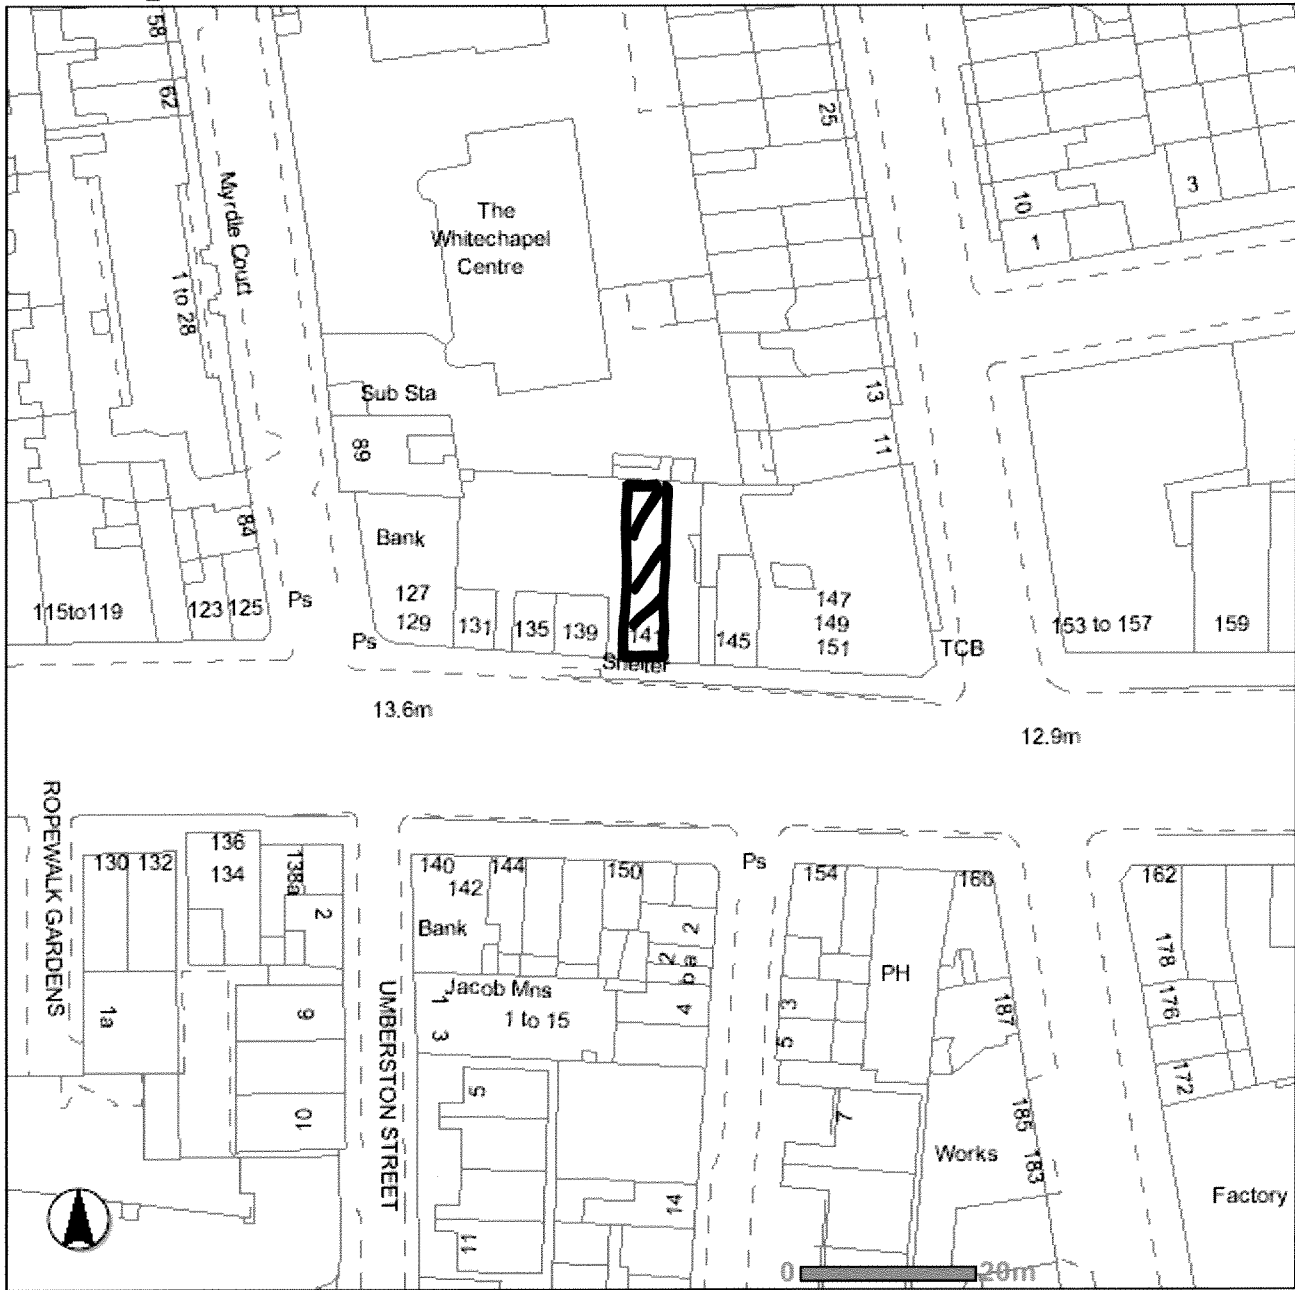 58
62
25
Myrdle Court
1 to 28
The
Whitechapel
Centre
10
1
3
Sub Sta
89
13
11
84
Bank
127
129
115to119
123
125
Ps
Ps
131
135
139
141
Shelter
145
147
149
151
TCB
153 to 157
159
13.6m
12.9m
ROPEWALK GARDENS
130
132
136
134
138a
2
140
142
144
150
Bank
2
2
a
b
4
Ps
154
160
162
PH
178
176
172
1a
9
10
UMBERSTON STREET
Jacob Mns
1 to 15
1
3
5
11
14
3
5
7
187
185
183
Works
Factory
0
20m